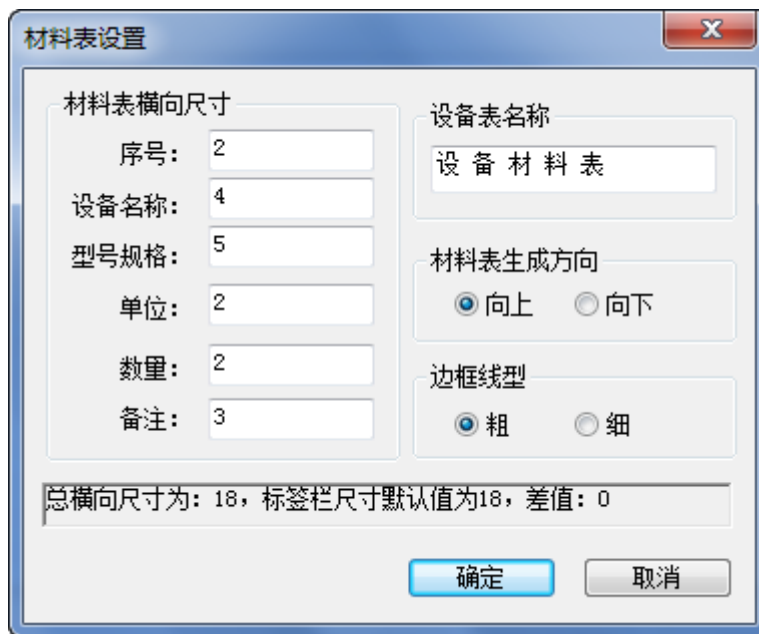 材料表设置
材料表横向尺寸
序号: 2
设备名称: 4
型号规格: 5
单位: 2
数量: 2
备注: 3
设备表名称
设 备 材 料 表
材料表生成方向
向上 向下
边框线型
粗 细
总横向尺寸为: 18, 标签栏尺寸默认值为18, 差值: 0
确定 取消